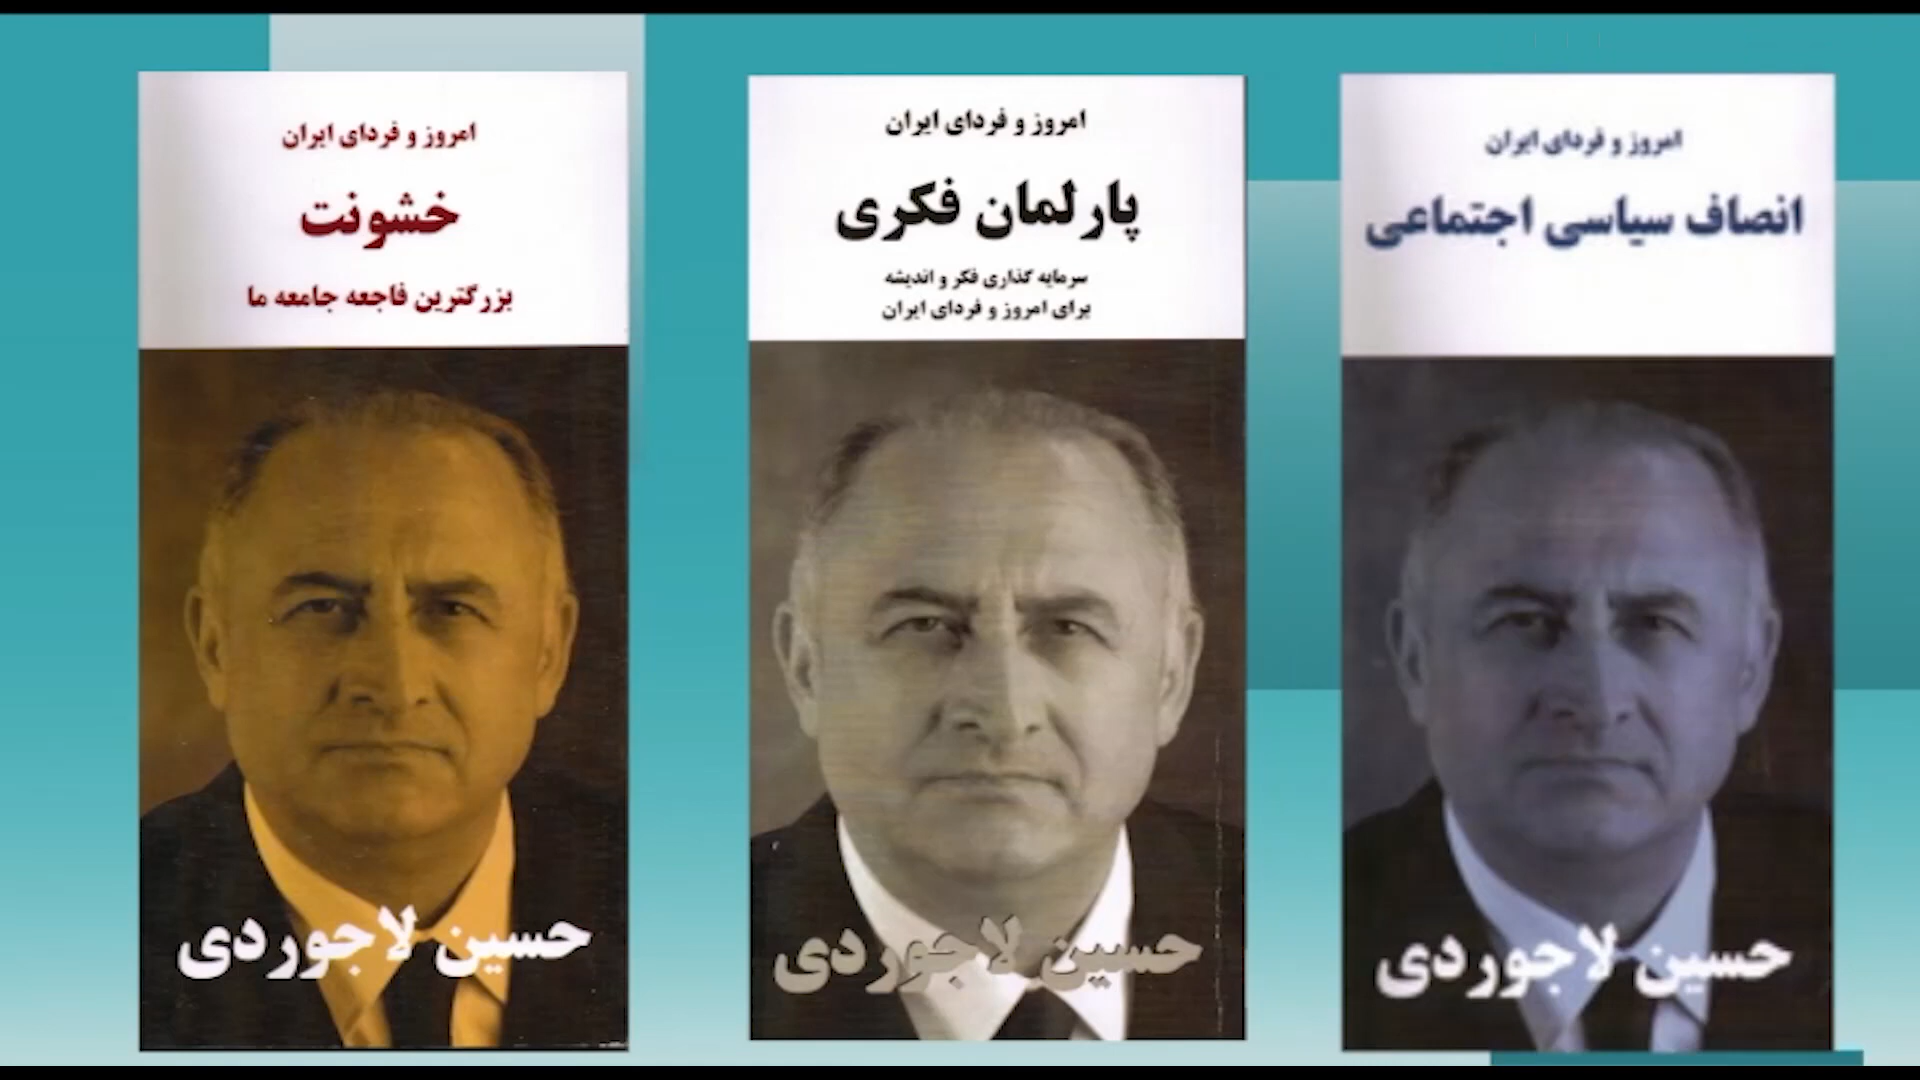 امروز و فردای ایران
انصاف سیاسی اجتماعی
حسین لاجوردی
امروز و فردای ایران
پارلمان فکری
سرمایه گذاری فکر و اندیشه
برای امروز و فردای ایران
حسین لاجوردی
امروز و فردای ایران
خشونت
بزرگترین فاجعه جامعه ما
حسین لاجوردی